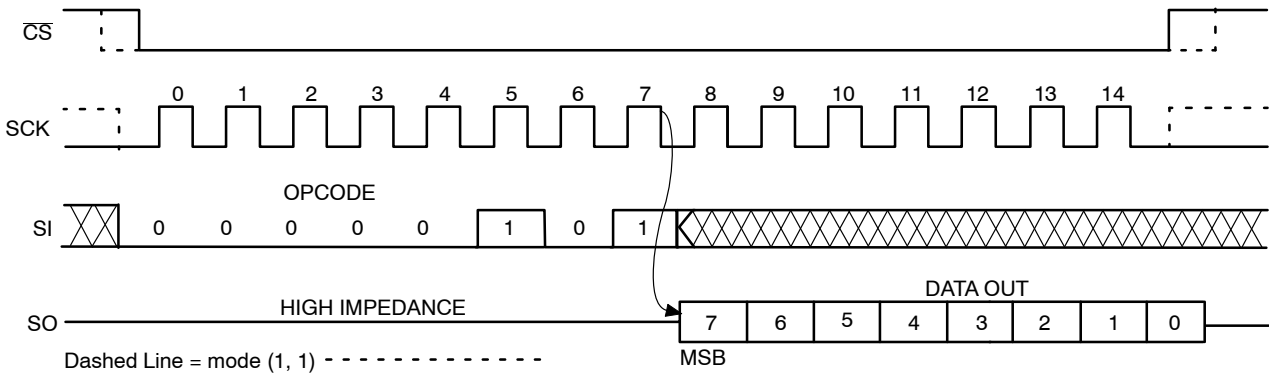 CS
0 1 2 3 4 5 6 7 8 9 10 11 12 13 14
SCK
OPCODE
SI 0 0 0 0 0 1 0 1
DATA OUT
HIGH IMPEDANCE
SO 7 6 5 4 3 2 1 0
Dashed Line = mode (1, 1) MSB